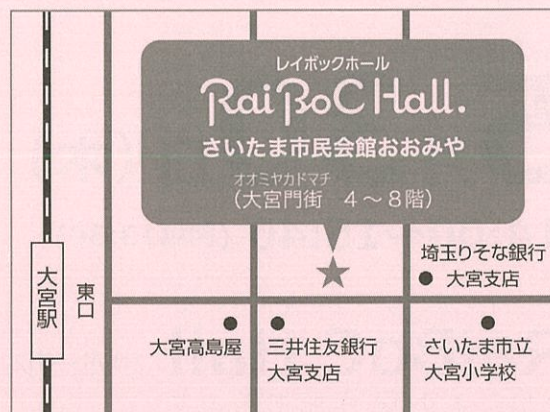 レイボックホール
RaiBoC Hall.
さいたま市民会館おおみや
オオミヤカドマチ
（大宮門街　４～８階）
埼玉りそな銀行
大宮支店
大宮駅
東口
大宮高島屋
三井住友銀行
大宮支店
さいたま市立
大宮小学校